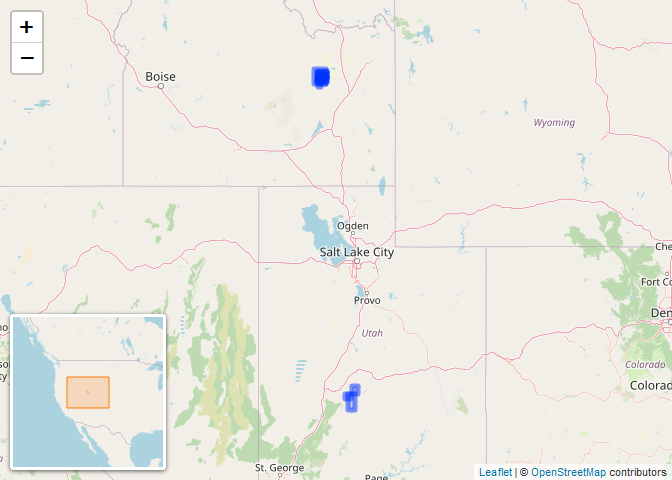 +
−
Boise
Wyoming
Ogden
Che
Salt Lake City
Fort Co
Provo
Den
Utah
Colorado
Colorad
St. George
Page
Leaflet | © OpenStreetMap contributors